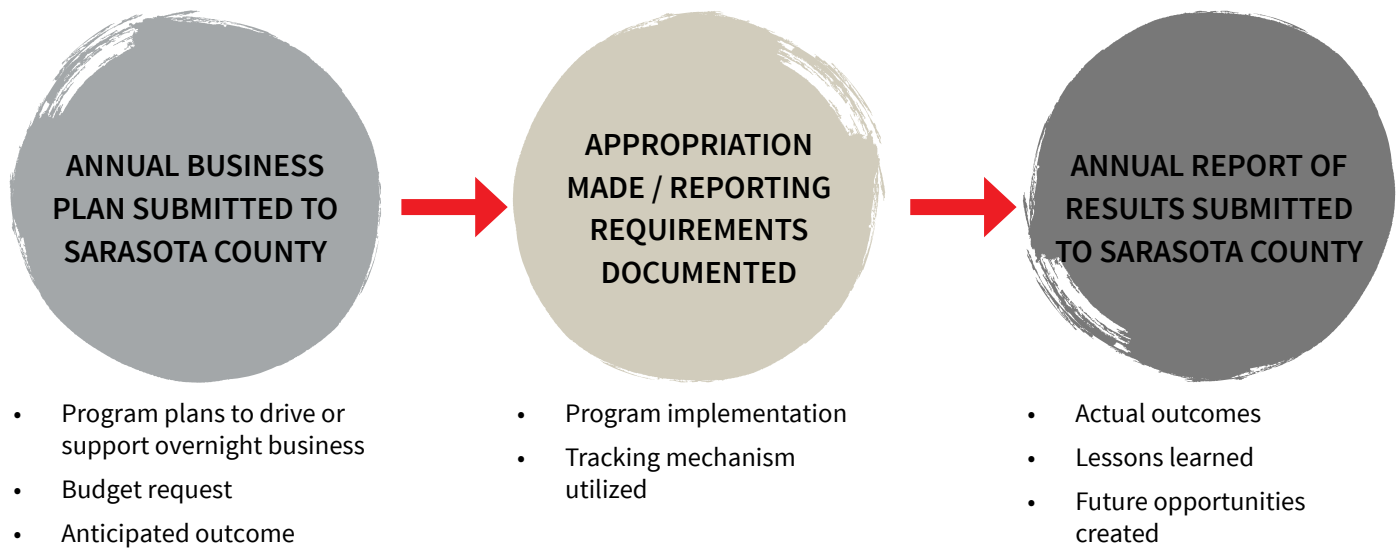 ANNUAL BUSINESS
PLAN SUBMITTED TO
SARASOTA COUNTY
• Program plans to drive or
support overnight business
• Budget request
• Anticipated outcome
APPROPRIATION
MADE / REPORTING
REQUIREMENTS
DOCUMENTED
• Program implementation
• Tracking mechanism
utilized
ANNUAL REPORT OF
RESULTS SUBMITTED
TO SARASOTA COUNTY
• Actual outcomes
• Lessons learned
• Future opportunities
created